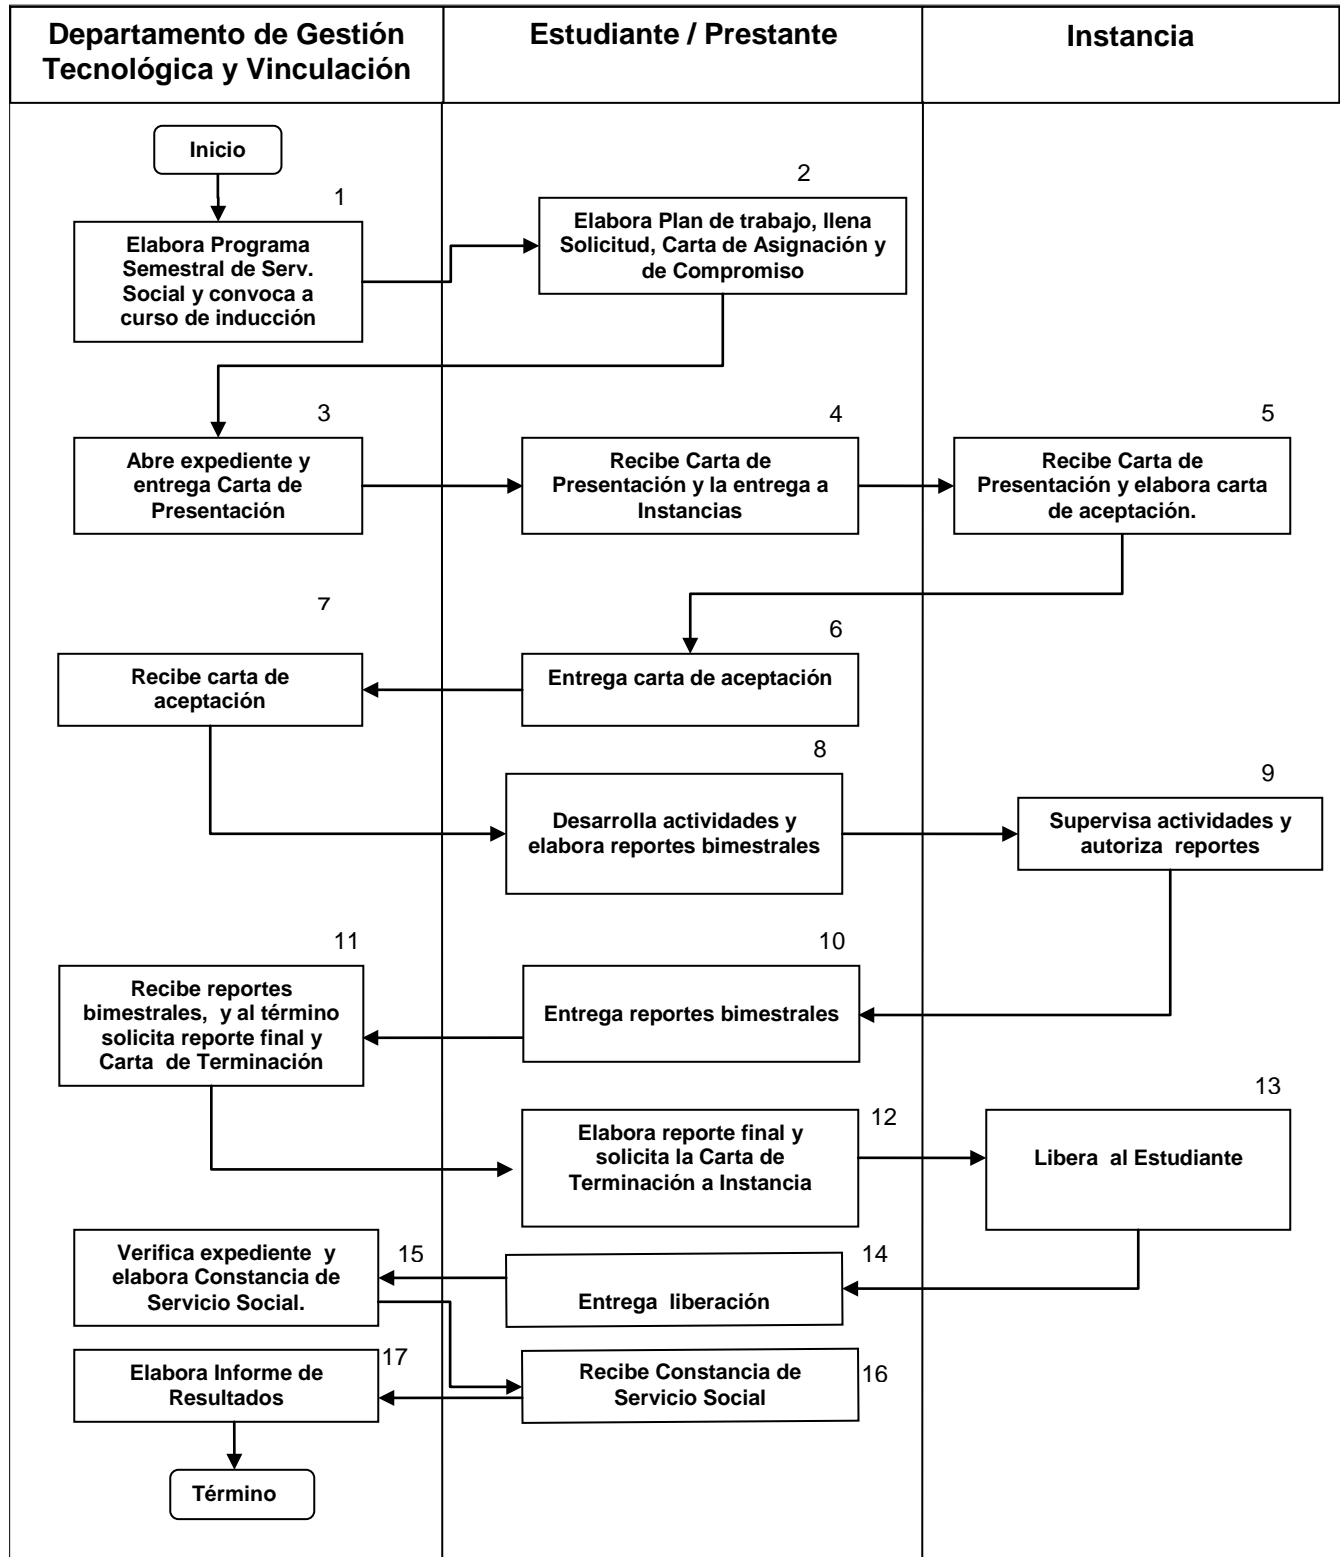 Departamento de Gestión
Tecnológica y Vinculación
Estudiante / Prestante
Instancia
Inicio
1
Elabora Programa
Semestral de Serv.
Social y convoca a
curso de inducción
2
Elabora Plan de trabajo, llena
Solicitud, Carta de Asignación y
de Compromiso
3
Abre expediente y
entrega Carta de
Presentación
4
Recibe Carta de
Presentación y la entrega a
Instancias
5
Recibe Carta de
Presentación y elabora carta
de aceptación.
6
Entrega carta de aceptación
7
Recibe carta de
aceptación
8
Desarrolla actividades y
elabora reportes bimestrales
9
Supervisa actividades y
autoriza reportes
10
Entrega reportes bimestrales
11
Recibe reportes
bimestrales, y al término
solicita reporte final y
Carta de Terminación
12
Elabora reporte final y
solicita la Carta de
Terminación a Instancia
13
Libera al Estudiante
14
Entrega liberación
15
Verifica expediente y
elabora Constancia de
Servicio Social.
16
Recibe Constancia de
Servicio Social
17
Elabora Informe de
Resultados
Término